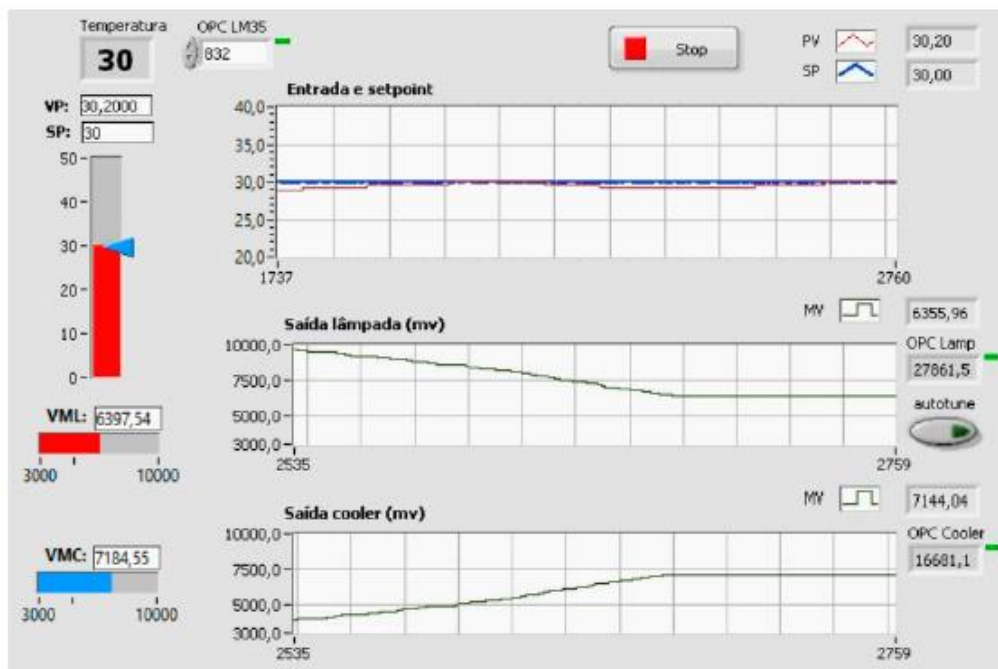 Temperatura
30
OPC LM35
832
Stop
PV
30,20
SP
30,00
VP: 30,2000
SP: 30
50
40
30
20
10
0
Entrada e setpoint
40,0
35,0
30,0
25,0
20,0
1737
2760
MV
6355,96
Saída lâmpada (mv)
10000,0
7500,0
5000,0
3000,0
2535
2759
OPC Lamp
27861,5
autotune
VML: 6397,54
3000
10000
MV
7144,04
Saída cooler (mv)
10000,0
7500,0
5000,0
3000,0
2535
2759
OPC Cooler
16681,1
VMC: 7184,55
3000
10000